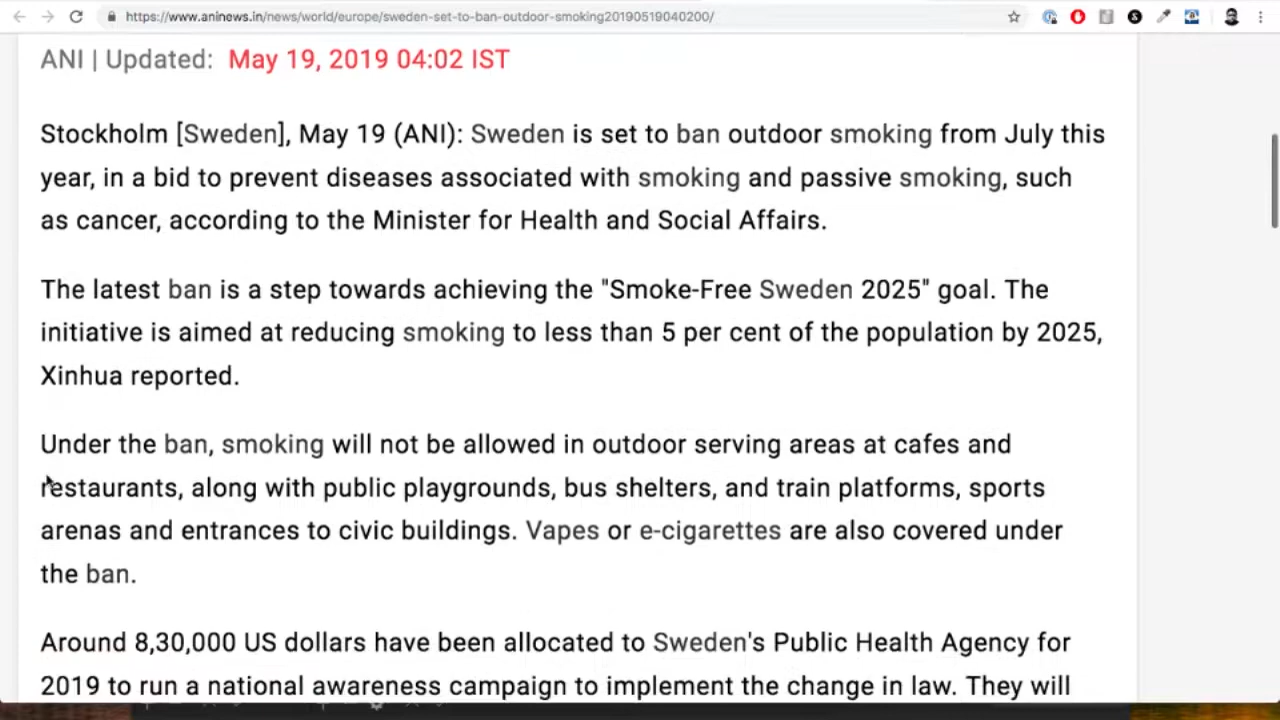 https://www.aninews.in/news/world/europe/sweden-set-to-ban-outdoor-smoking20190519040200/
ANI | Updated: May 19, 2019 04:02 IST
Stockholm [Sweden], May 19 (ANI): Sweden is set to ban outdoor smoking from July this
year, in a bid to prevent diseases associated with smoking and passive smoking, such
as cancer, according to the Minister for Health and Social Affairs.
The latest ban is a step towards achieving the "Smoke-Free Sweden 2025" goal. The
initiative is aimed at reducing smoking to less than 5 per cent of the population by 2025,
Xinhua reported.
Under the ban, smoking will not be allowed in outdoor serving areas at cafes and
restaurants, along with public playgrounds, bus shelters, and train platforms, sports
arenas and entrances to civic buildings. Vapes or e-cigarettes are also covered under
the ban.
Around 8,30,000 US dollars have been allocated to Sweden's Public Health Agency for
2019 to run a national awareness campaign to implement the change in law. They will